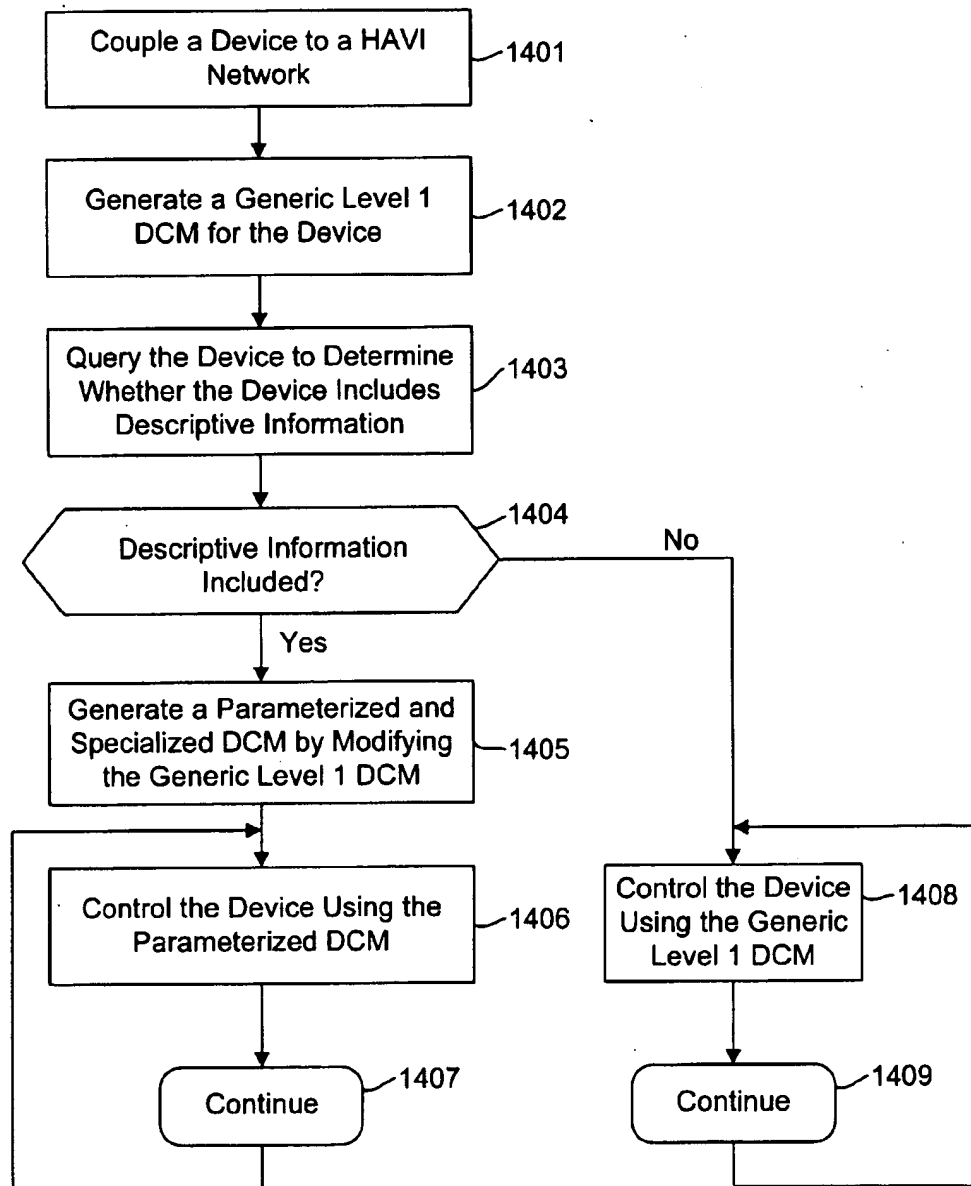 Couple a Device to a HAVI
Network
1401
Generate a Generic Level 1
DCM for the Device
1402
Query the Device to Determine
Whether the Device Includes
Descriptive Information
1403
1404
Descriptive Information
Included?
No
Yes
Generate a Parameterized and
Specialized DCM by Modifying
the Generic Level 1 DCM
1405
Control the Device Using the
Parameterized DCM
1406
Control the Device
Using the Generic
Level 1 DCM
1408
Continue
1407
Continue
1409